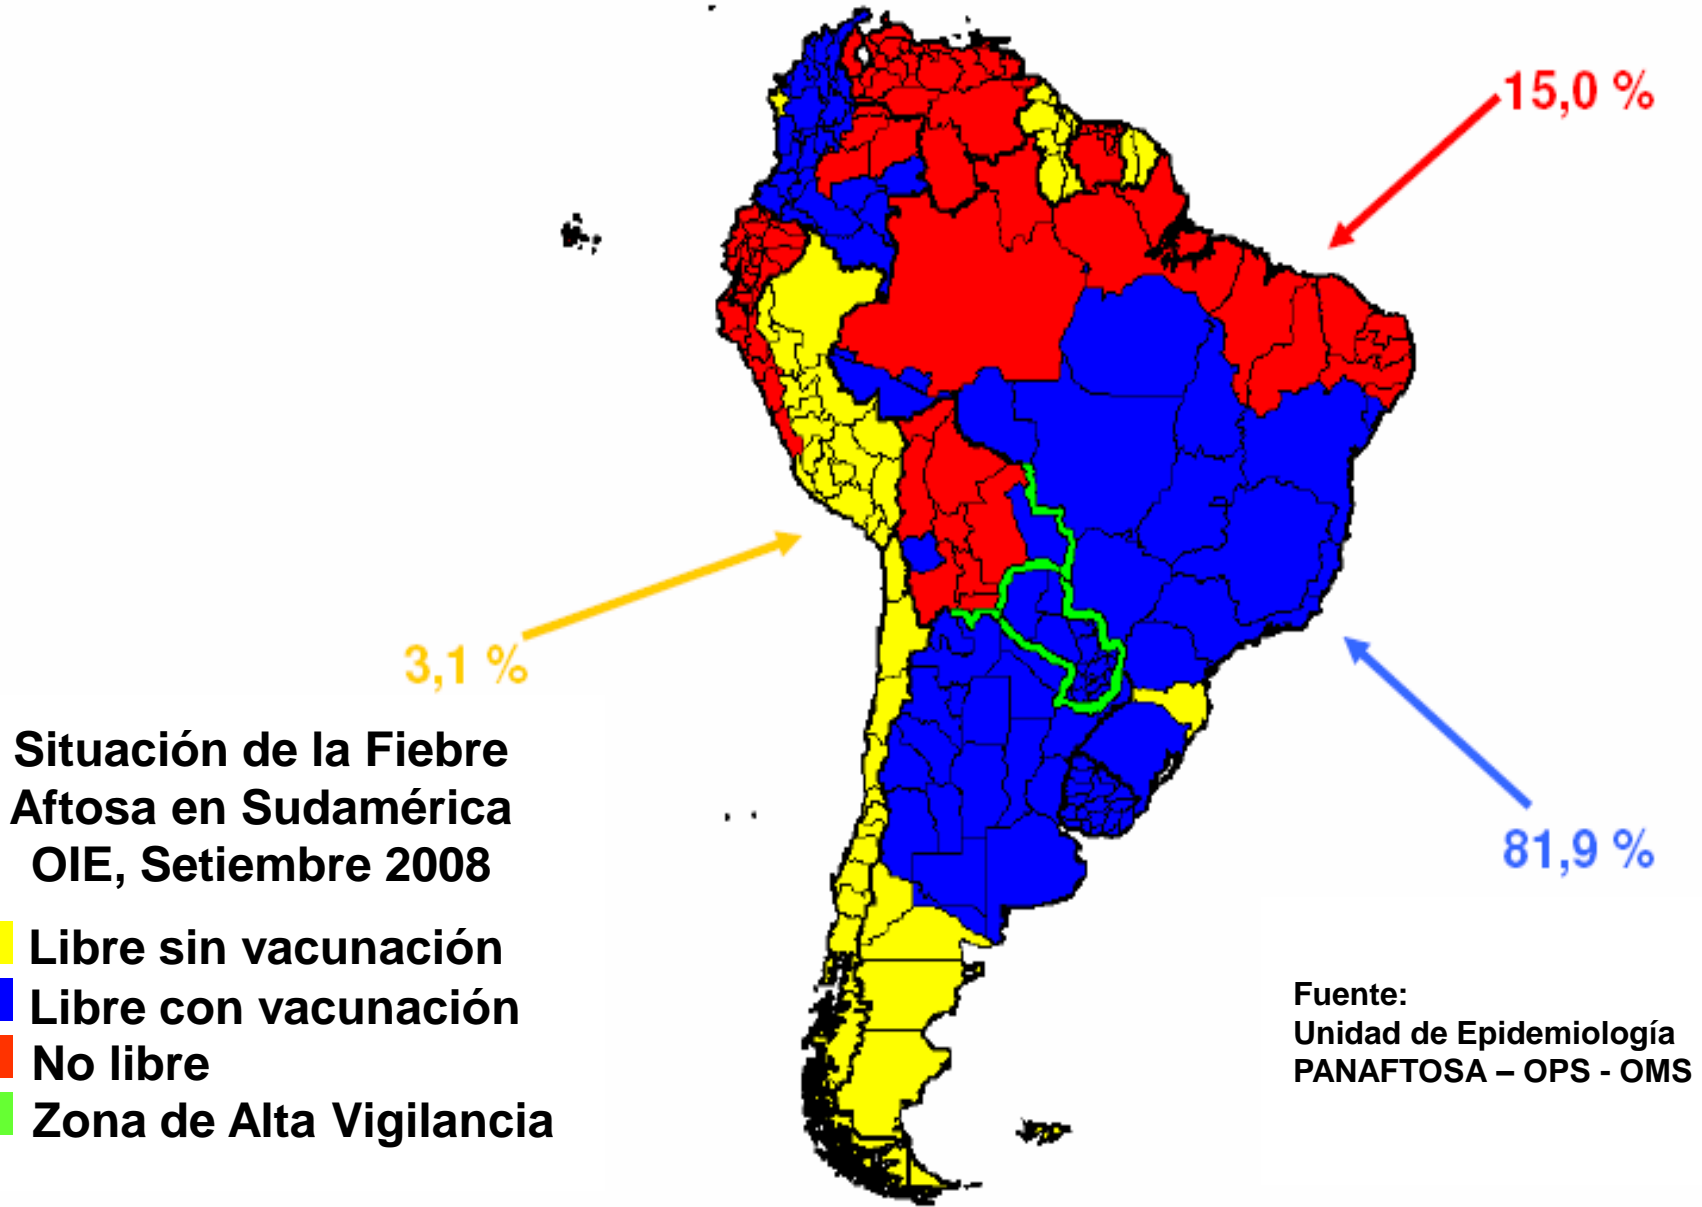 15,0 %
3,1 %
81,9 %
Situación de la Fiebre
Aftosa en Sudamérica
OIE, Setiembre 2008
Libre sin vacunación
Libre con vacunación
No libre
Zona de Alta Vigilancia
Fuente:
Unidad de Epidemiología
PANAFTOSA – OPS - OMS